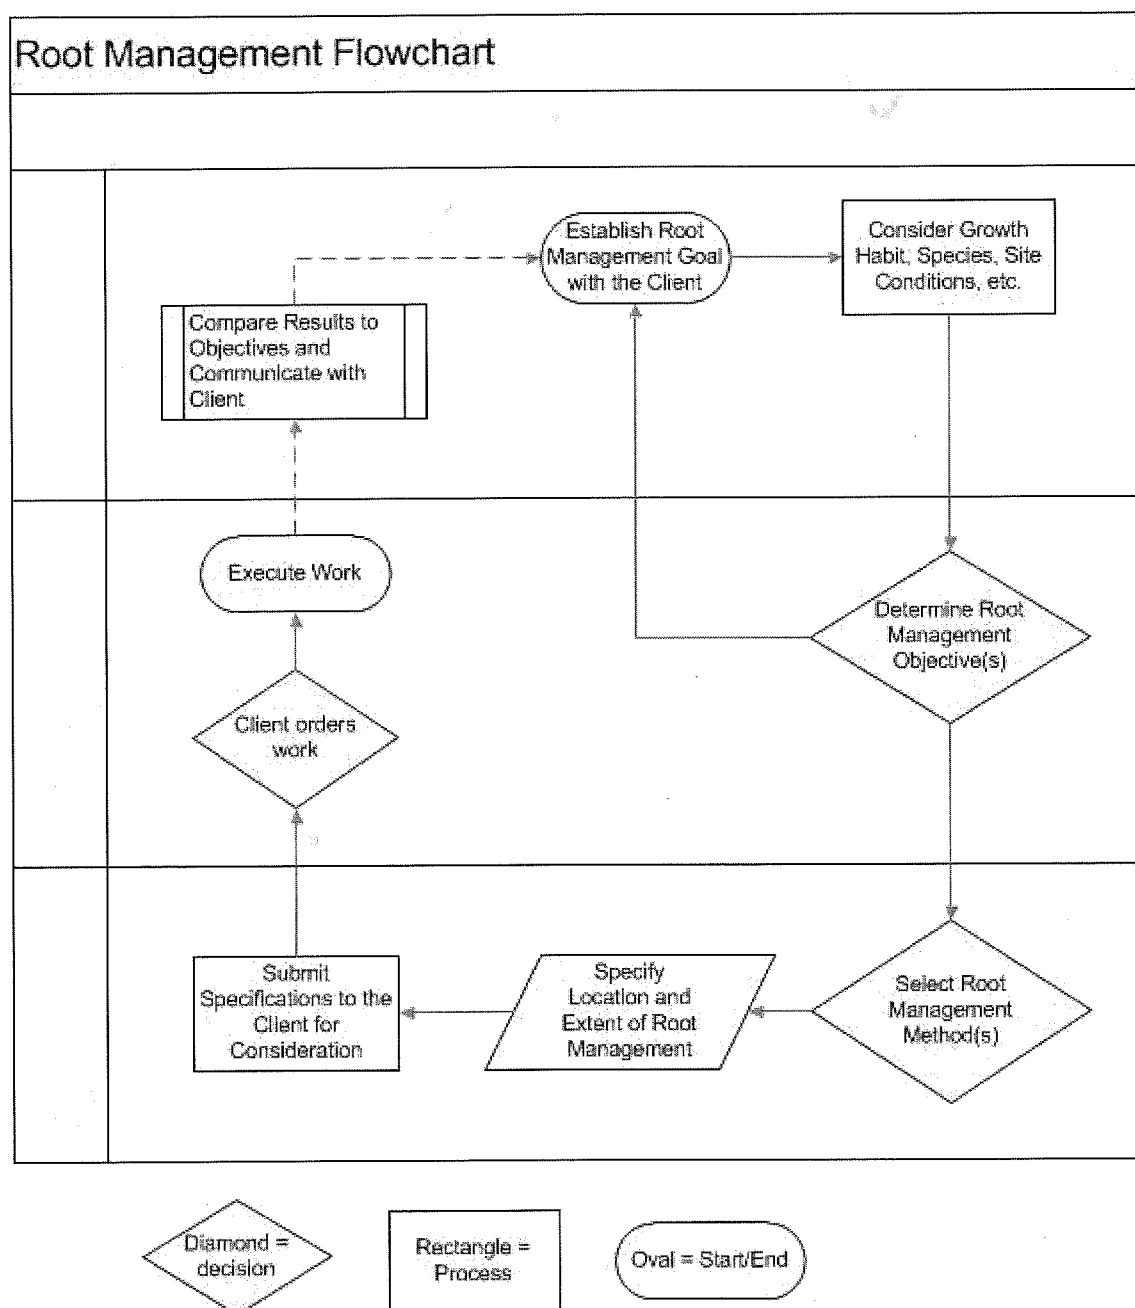 Root Management Flowchart
Establish Root
Management Goal
with the Client
Consider Growth
Habit, Species, Site
Conditions, etc.
Compare Results to
Objectives and
Communicate with
Client
Execute Work
Determine Root
Management
Objective(s)
Client orders
work
Submit
Specifications to the
Client for
Consideration
Specify
Location and
Extent of Root
Management
Select Root
Management
Method(s)
Diamond =
decision
Rectangle =
Process
Oval = Start/End